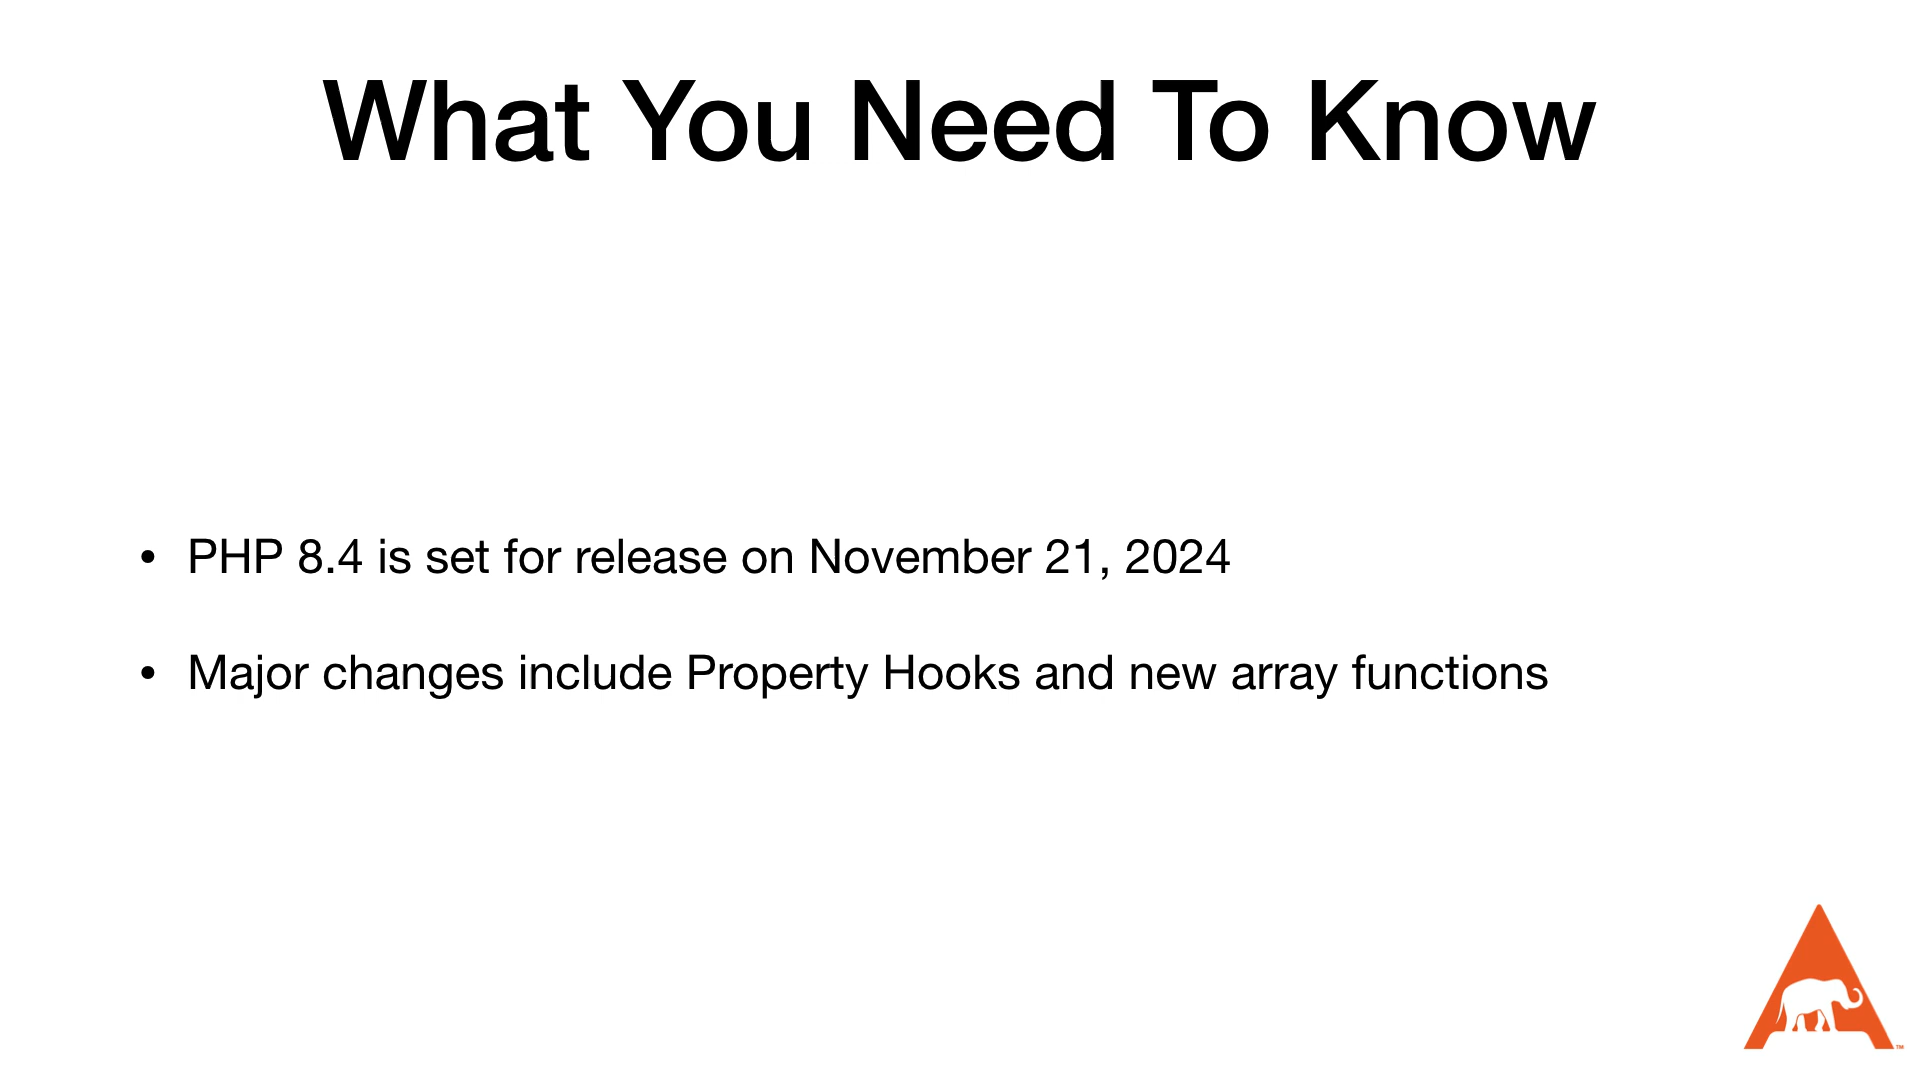 What You Need To Know
• PHP 8.4 is set for release on November 21, 2024
• Major changes include Property Hooks and new array functions
A
™